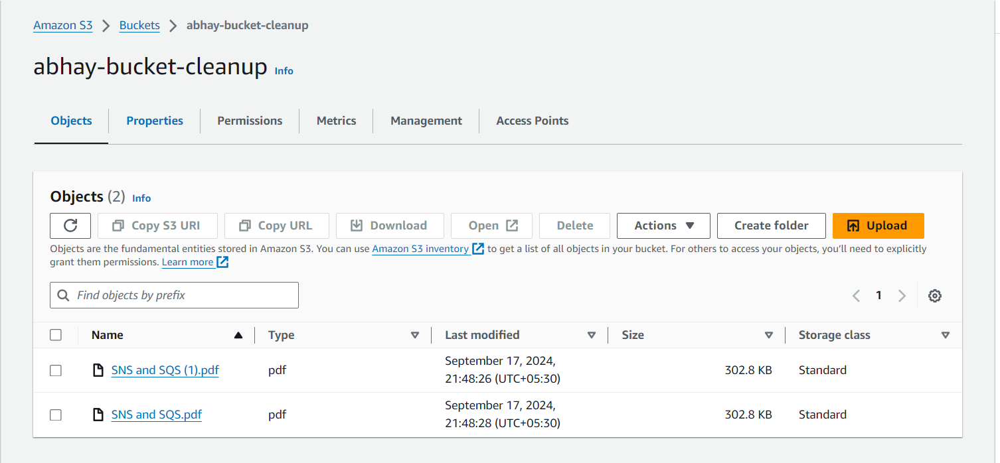 Amazon S3 > Buckets > abhay-bucket-cleanup
abhay-bucket-cleanup Info
Objects Properties Permissions Metrics Management Access Points
Objects (2) Info
Copy S3 URI Copy URL Download Open Delete Actions Create folder Upload
Objects are the fundamental entities stored in Amazon S3. You can use Amazon S3 inventory to get a list of all objects in your bucket. For others to access your objects, you’ll need to explicitly
grant them permissions. Learn more
Find objects by prefix
1
Name Type Last modified Size Storage class
SNS and SQS (1).pdf pdf September 17, 2024, 302.8 KB Standard
21:48:26 (UTC+05:30)
SNS and SQS.pdf pdf September 17, 2024, 302.8 KB Standard
21:48:28 (UTC+05:30)